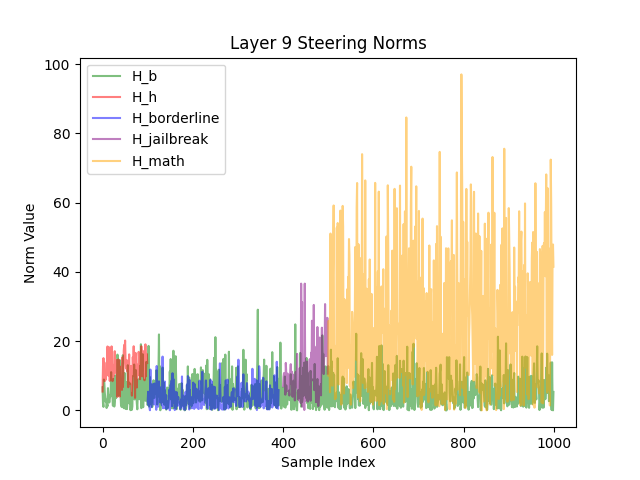 Layer 9 Steering Norms
100
80
60
40
20
0
Norm Value
H_b
H_h
H_borderline
H_jailbreak
H_math
0 200 400 600 800 1000
Sample Index